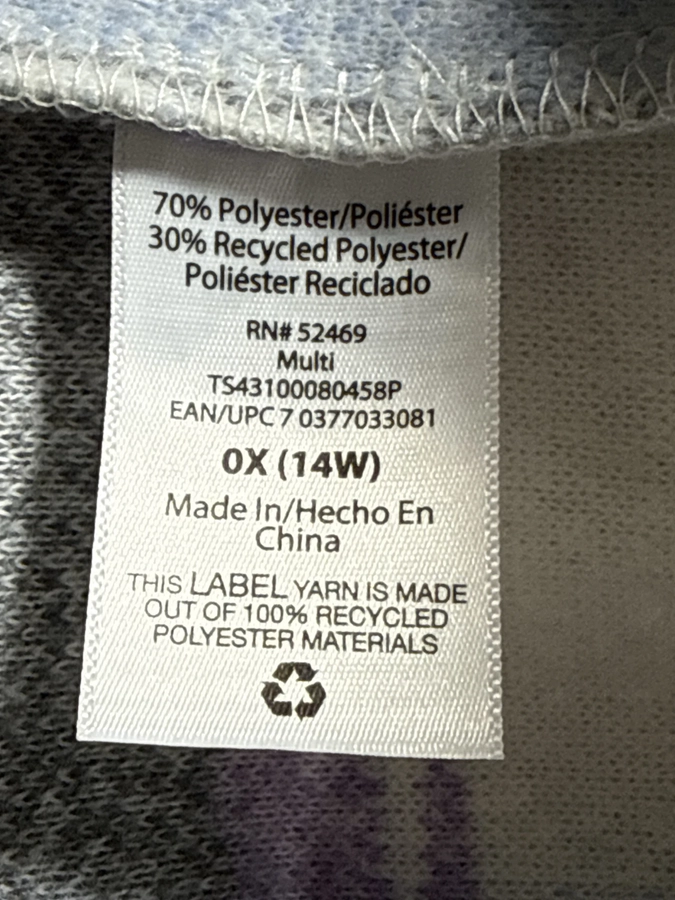 70% Polyester/Poliéster
30% Recycled Polyester/
Poliéster Reciclado
RN# 52469
Multi
TS43100080458P
EAN/UPC 7 0377033081
0X (14W)
Made In/Hecho En
China
THIS LABEL YARN IS MADE
OUT OF 100% RECYCLED
POLYESTER MATERIALS